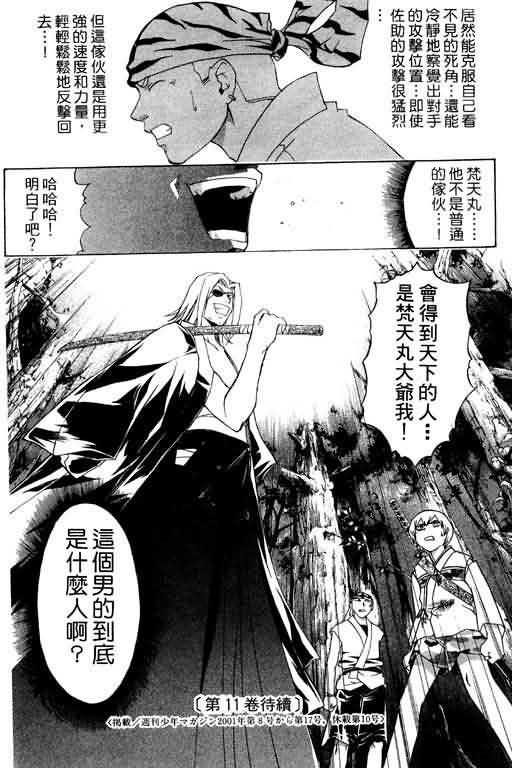 居然能克服自己看
不見的死角…還能
冷靜地察覺出對手
的攻擊位置…即使
佐助的攻擊很猛烈
但這傢伙還是用更
強的速度和力量，
輕輕鬆鬆地反擊回
去…！
梵天丸…
他不是普通
的傢伙…！
哈哈哈！
明白了吧？
會得到天下的人…
是梵天丸大爺我！
這個男的到底
是什麼人啊？
〔第11卷待續〕
〈掲載／週刊少年マガジン2001年第8号から第17号，休載第10号〉